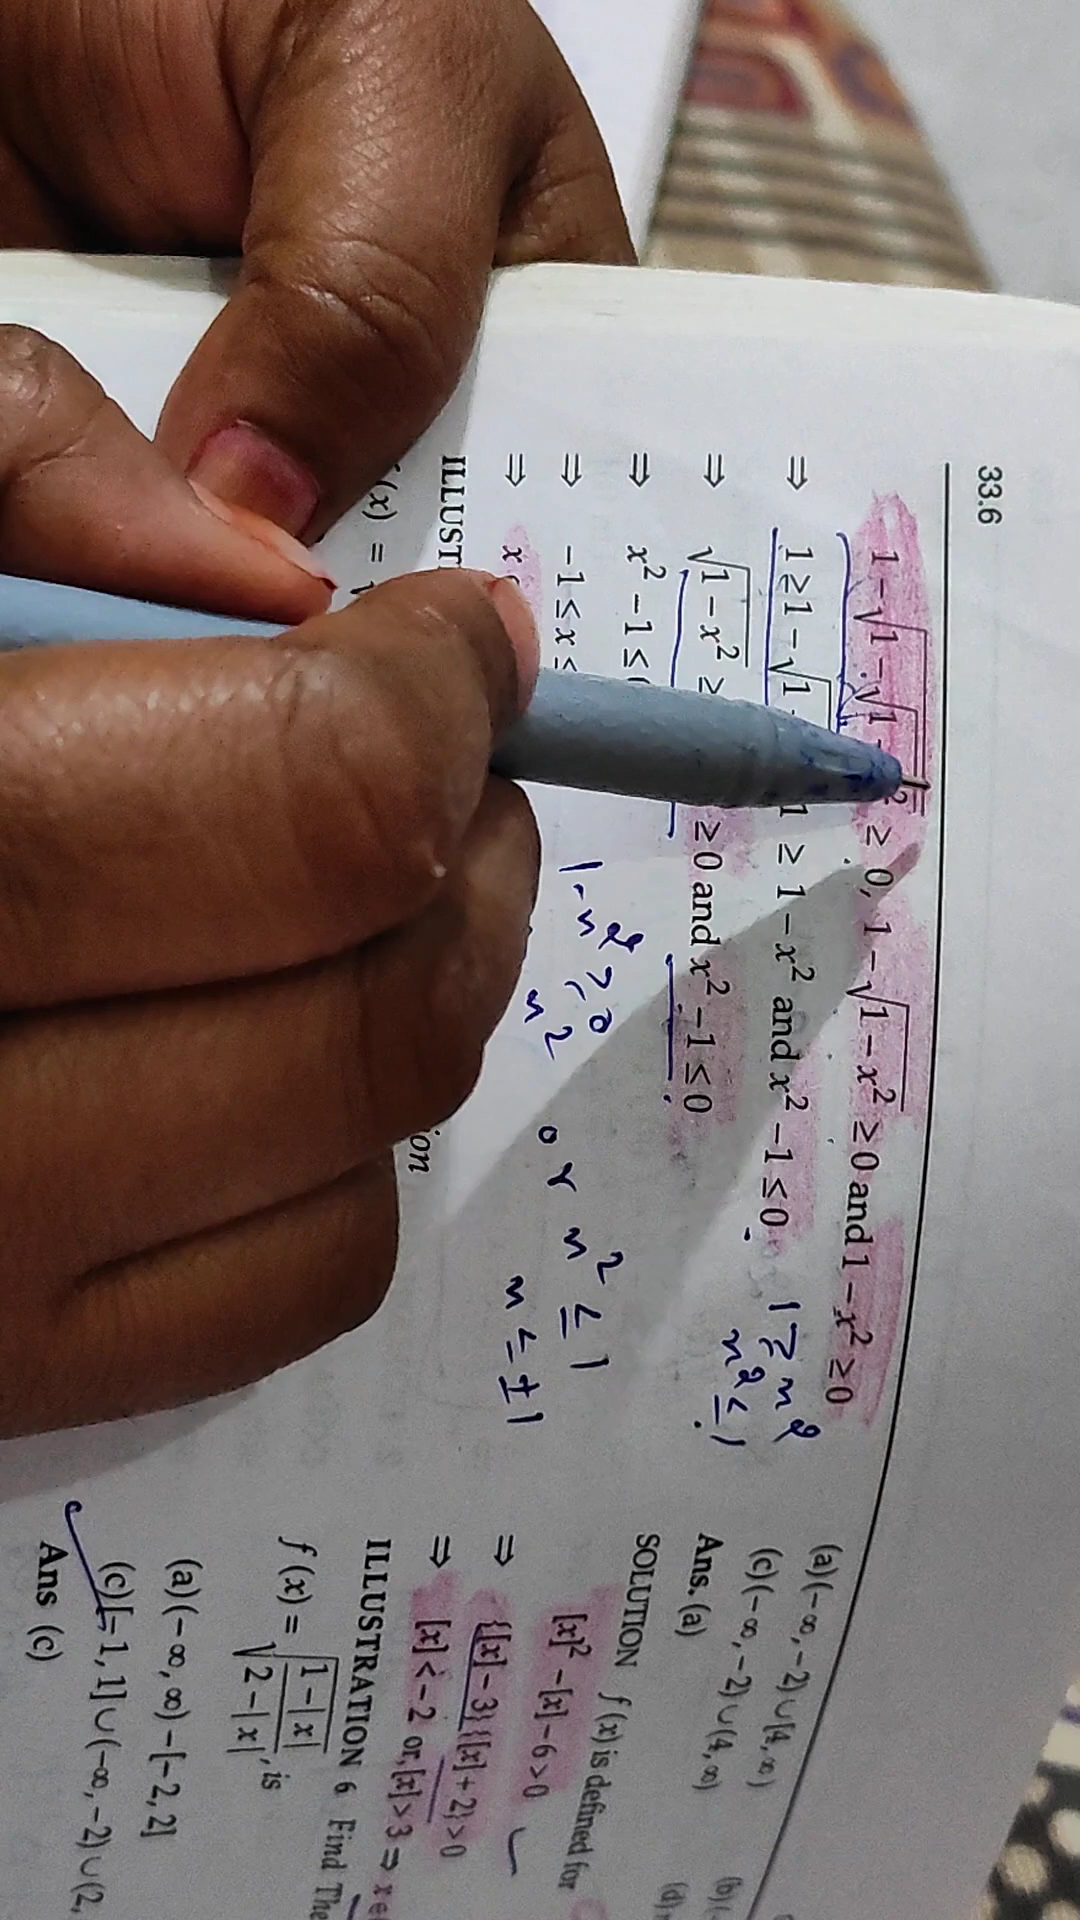 33.6
1−√1−√1− 2 ≥ 0, 1−√1−x² ≥0 and 1−x² ≥0
⇒ 1 ≥1−√1- 1 ≥ 1−x² and x² −1 ≤0
⇒ √1−x² ≥ ≥0 and x² −1 ≤0
⇒ x² −1 ≤
⇒ −1 ≤ x ≤
⇒ x
ILLUST
(x) =
ion
1-x² ≥0 or x² ≤ 1
x² x ≤ ±1
1 ≥ x²
x² ≤ 1
(a) (−∞, −2) ∪ [4, ∞)
(c) (−∞, −2) ∪ (4, ∞)
Ans. (a)
SOLUTION f(x) is defined for
[x]² −[x]−6 >0
⇒ {[x]−3}{[x]+2}>0
⇒ [x]<−2 or, [x]>3 ⇒ x
ILLUSTRATION 6 Find The
f(x) = √1−|x| / 2−|x| , is
(a) (−∞, ∞) −[−2, 2]
(c) [−1, 1] ∪ (−∞, −2) ∪ (2,
Ans (c)